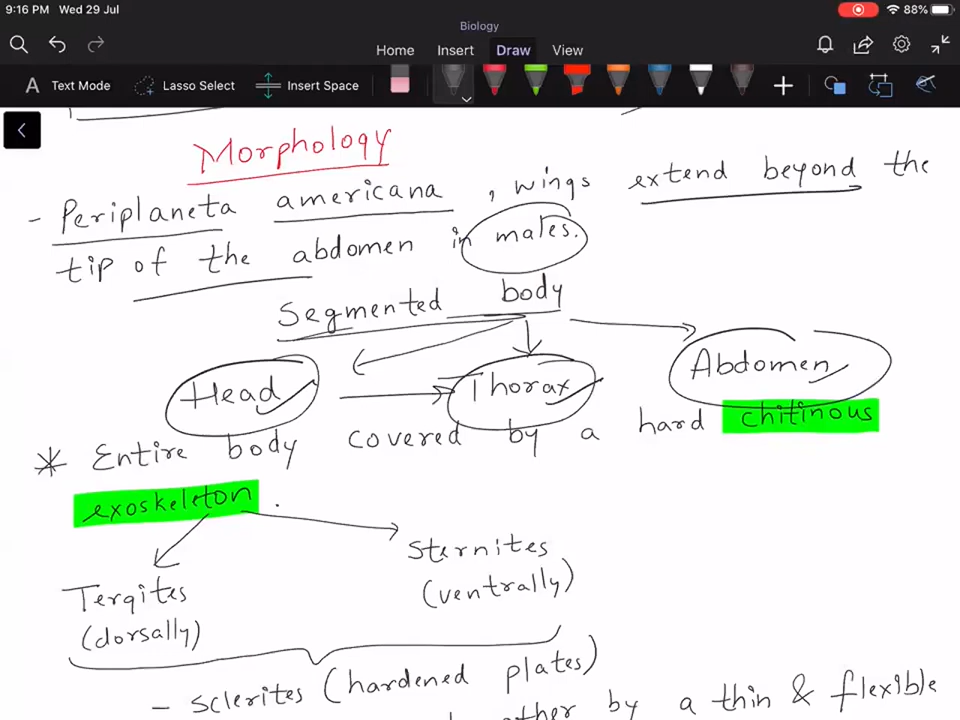 9:16 PM Wed 29 Jul 88%
Biology
Home Insert Draw View
Text Mode Lasso Select Insert Space
Morphology
- Periplaneta americana, wings extend beyond the
tip of the abdomen in males.
Segmented body
Head Thorax Abdomen
* Entire body covered by a hard chitinous
exoskeleton.
Tergites Sternites
(dorsally) (ventrally)
- sclerites (hardened plates)
other by a thin & flexible